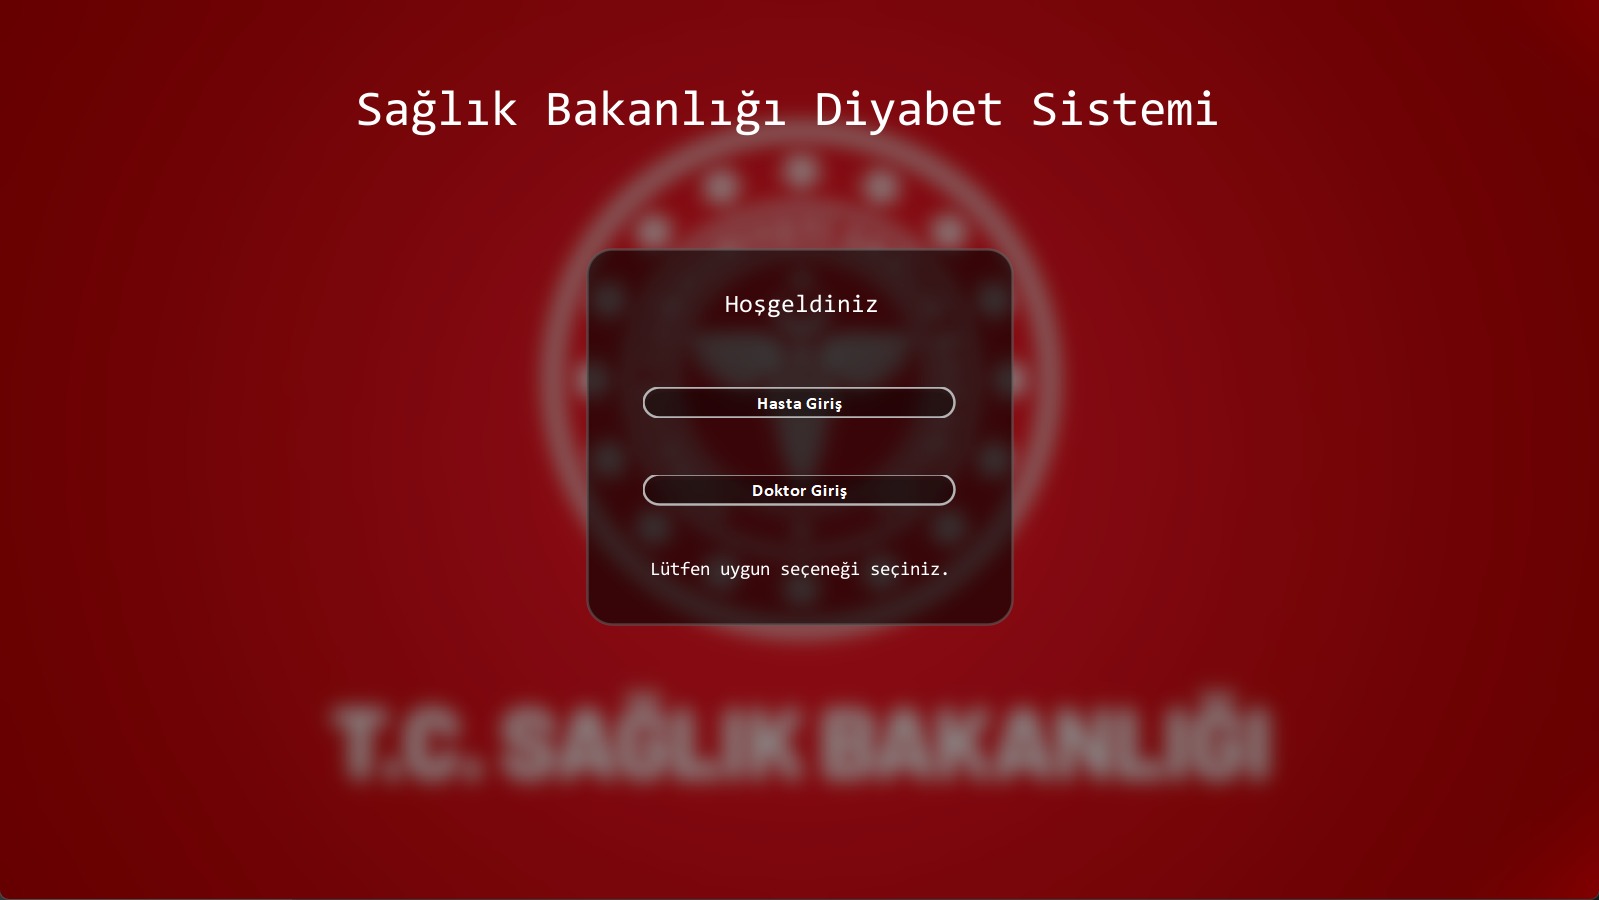 Sağlık Bakanlığı Diyabet Sistemi
Hoşgeldiniz
Hasta Giriş
Doktor Giriş
Lütfen uygun seçeneği seçiniz.
T.C. SAĞLIK BAKANLIĞI